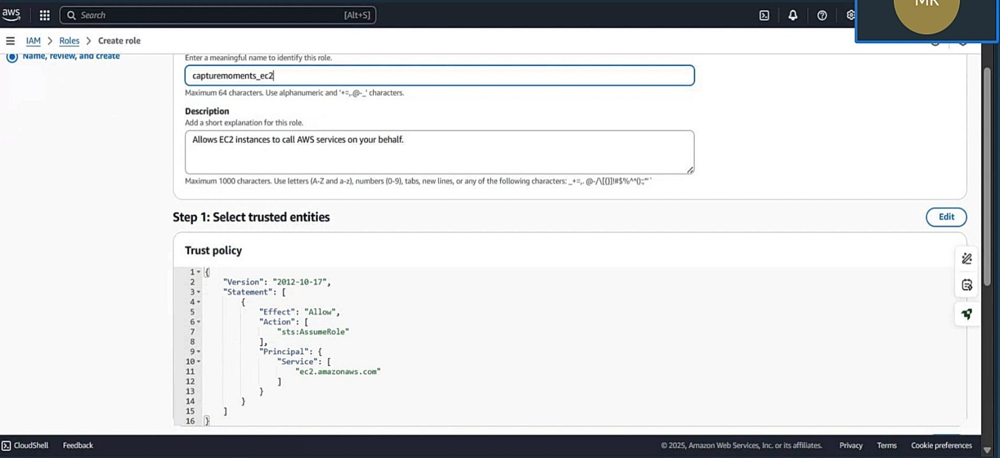 aws
Search [Alt+S]
MR
IAM > Roles > Create role
Name, review, and create
Enter a meaningful name to identify this role.
capturemoments_ec2
Maximum 64 characters. Use alphanumeric and '+=,.@-_' characters.
Description
Add a short explanation for this role.
Allows EC2 instances to call AWS services on your behalf.
Maximum 1000 characters. Use letters (A-Z and a-z), numbers (0-9), tabs, new lines, or any of the following characters: _+=,. @-/\[{}]!#$%^*();:"'`
Step 1: Select trusted entities
Edit
Trust policy
1 {
2 "Version": "2012-10-17",
3 "Statement": [
4 {
5 "Effect": "Allow",
6 "Action": [
7 "sts:AssumeRole"
8 ],
9 "Principal": {
10 "Service": [
11 "ec2.amazonaws.com"
12 ]
13 }
14 }
15 ]
16 }
CloudShell Feedback © 2025, Amazon Web Services, Inc. or its affiliates. Privacy Terms Cookie preferences